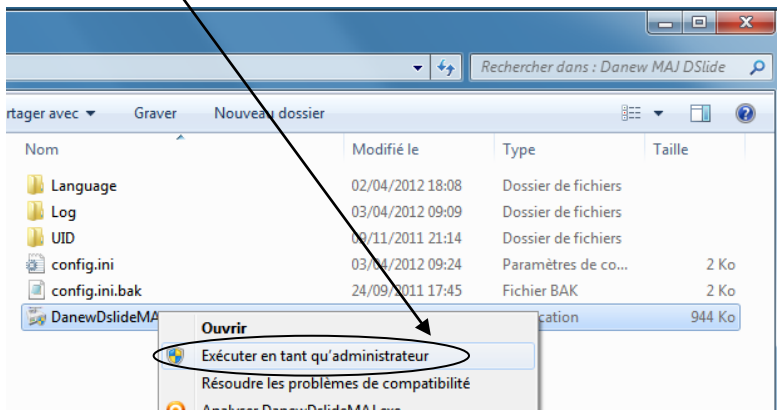 Rechercher dans : Danew MAJ DSlide
rtager avec Graver Nouveau dossier
Nom Modifié le Type Taille
Language 02/04/2012 18:08 Dossier de fichiers
Log 03/04/2012 09:09 Dossier de fichiers
UID 09/11/2011 21:14 Dossier de fichiers
config.ini 03/04/2012 09:24 Paramètres de co... 2 Ko
config.ini.bak 24/09/2011 17:45 Fichier BAK 2 Ko
DanewDslideMA cation 944 Ko
Ouvrir
Exécuter en tant qu'administrateur
Résoudre les problèmes de compatibilité
Analyser DanewDslideMAJ.exe